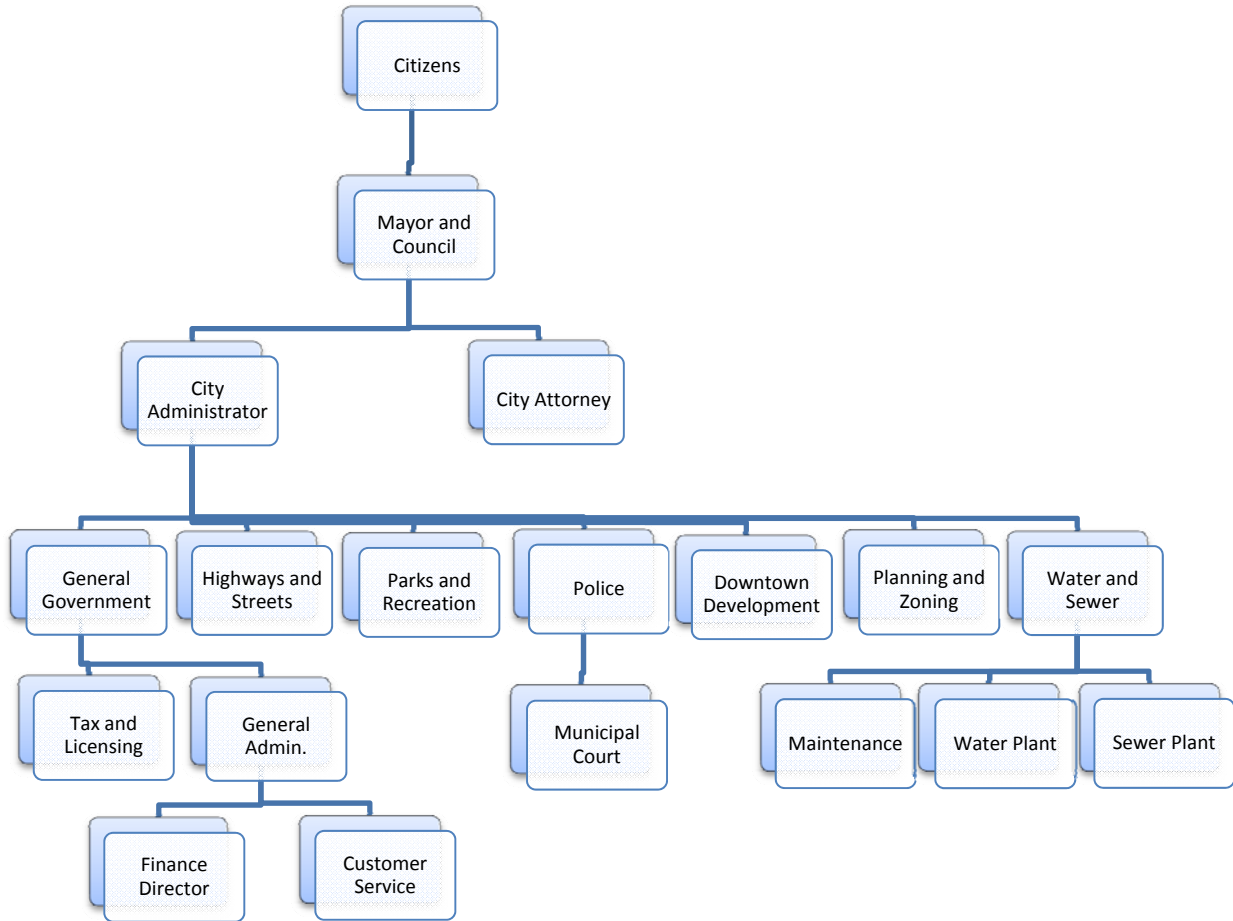 Citizens
Mayor and
Council
City
Administrator
City Attorney
General
Government
Highways and
Streets
Parks and
Recreation
Police
Downtown
Development
Planning and
Zoning
Water and
Sewer
Tax and
Licensing
General
Admin.
Municipal
Court
Maintenance
Water Plant
Sewer Plant
Finance
Director
Customer
Service